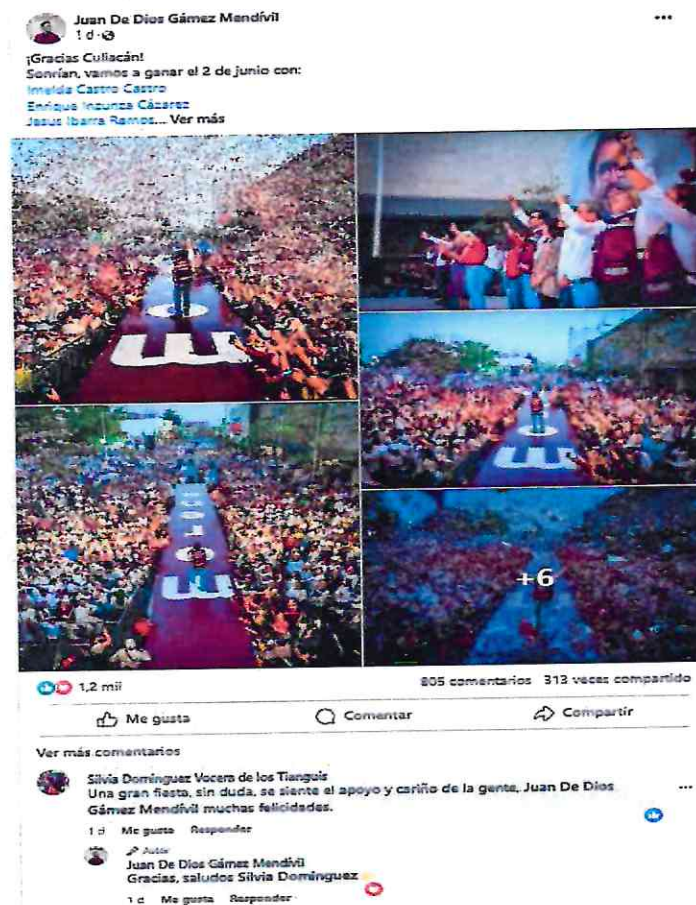 Juan De Dios Gámez Mendívil
1 d
¡Gracias Culiacán!
Sonrían, vamos a ganar el 2 de junio con:
Imelda Castro Castro
Enrique Inzunza Cázarez
Jesus Ibarra Ramos... Ver más
+6
1,2 mil
805 comentarios 313 veces compartido
Me gusta Comentar Compartir
Ver más comentarios
Silvia Dominguez Vocera de los Tianguis
Una gran fiesta, sin duda, se siente el apoyo y cariño de la gente, Juan De Dios
Gámez Mendívil muchas felicidades.
1 d Me gusta Responder
Autor
Juan De Dios Gámez Mendívil
Gracias, saludos Silvia Dominguez
1 d Me gusta Responder